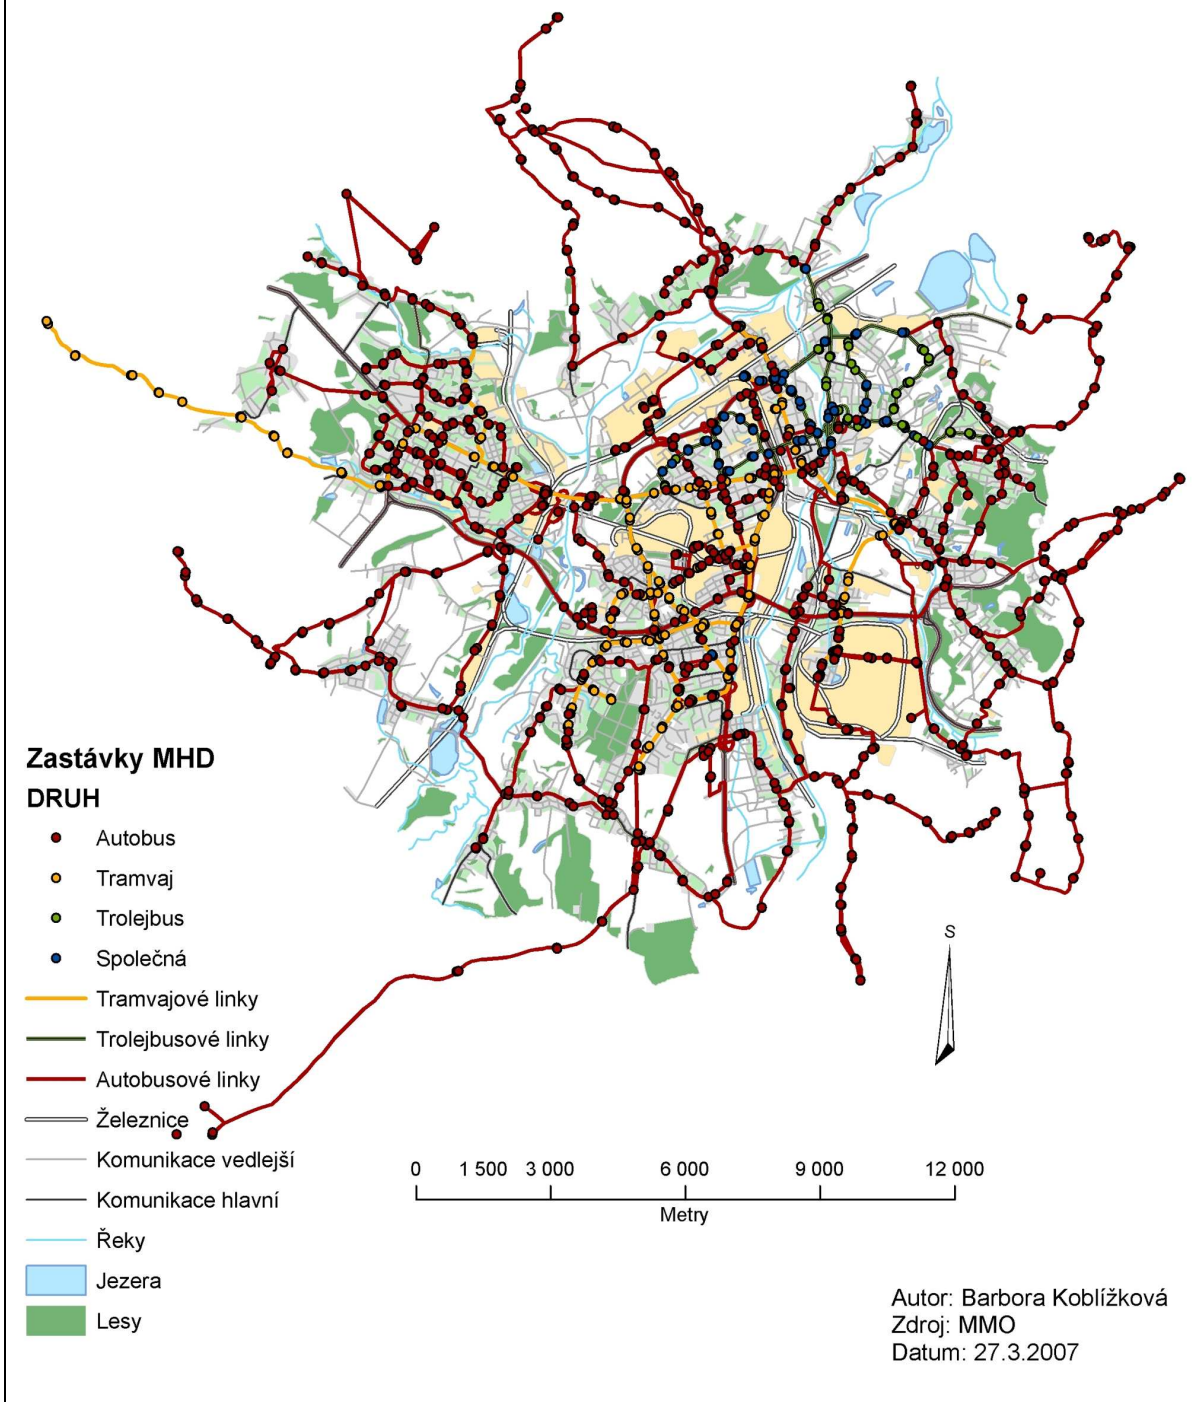 S
Zastávky MHD
DRUH
Autobus
Tramvaj
Trolejbus
Společná
Tramvajové linky
Trolejbusové linky
Autobusové linky
Železnice
Komunikace vedlejší
Komunikace hlavní
Řeky
Jezera
Lesy
0 1 500 3 000 6 000 9 000 12 000
Metry
Autor: Barbora Koblížková
Zdroj: MMO
Datum: 27.3.2007